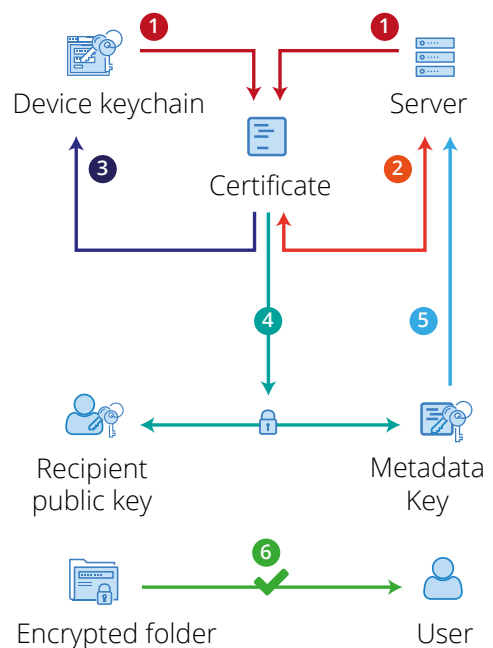 1
1
Device keychain
Server
3
2
Certificate
4
5
Recipient
public key
Metadata
Key
6
Encrypted folder
User